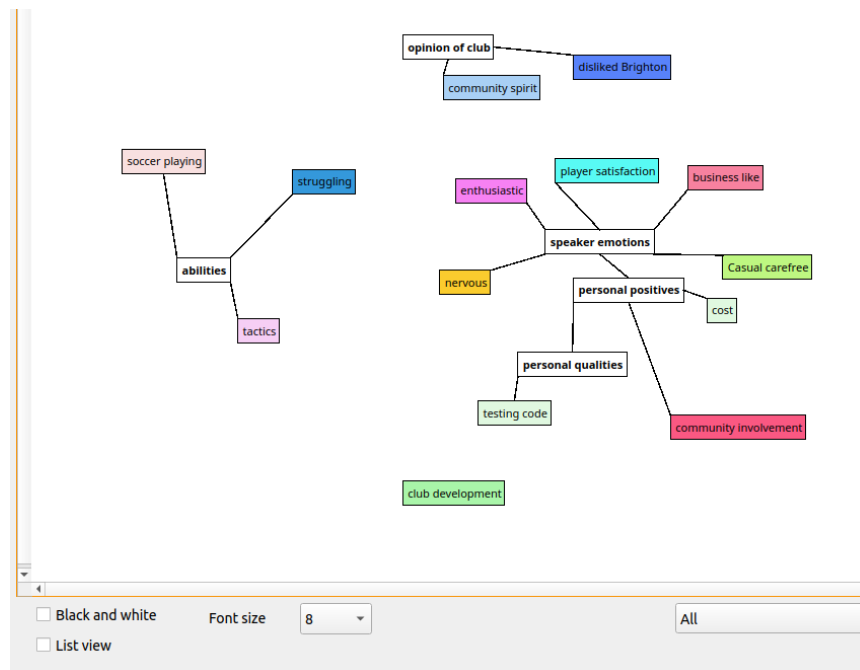 opinion of club
disliked Brighton
community spirit
soccer playing
struggling
player satisfaction
business like
enthusiastic
speaker emotions
abilities
Casual carefree
nervous
personal positives
cost
tactics
personal qualities
testing code
community involvement
club development
Black and white
Font size
8
All
List view